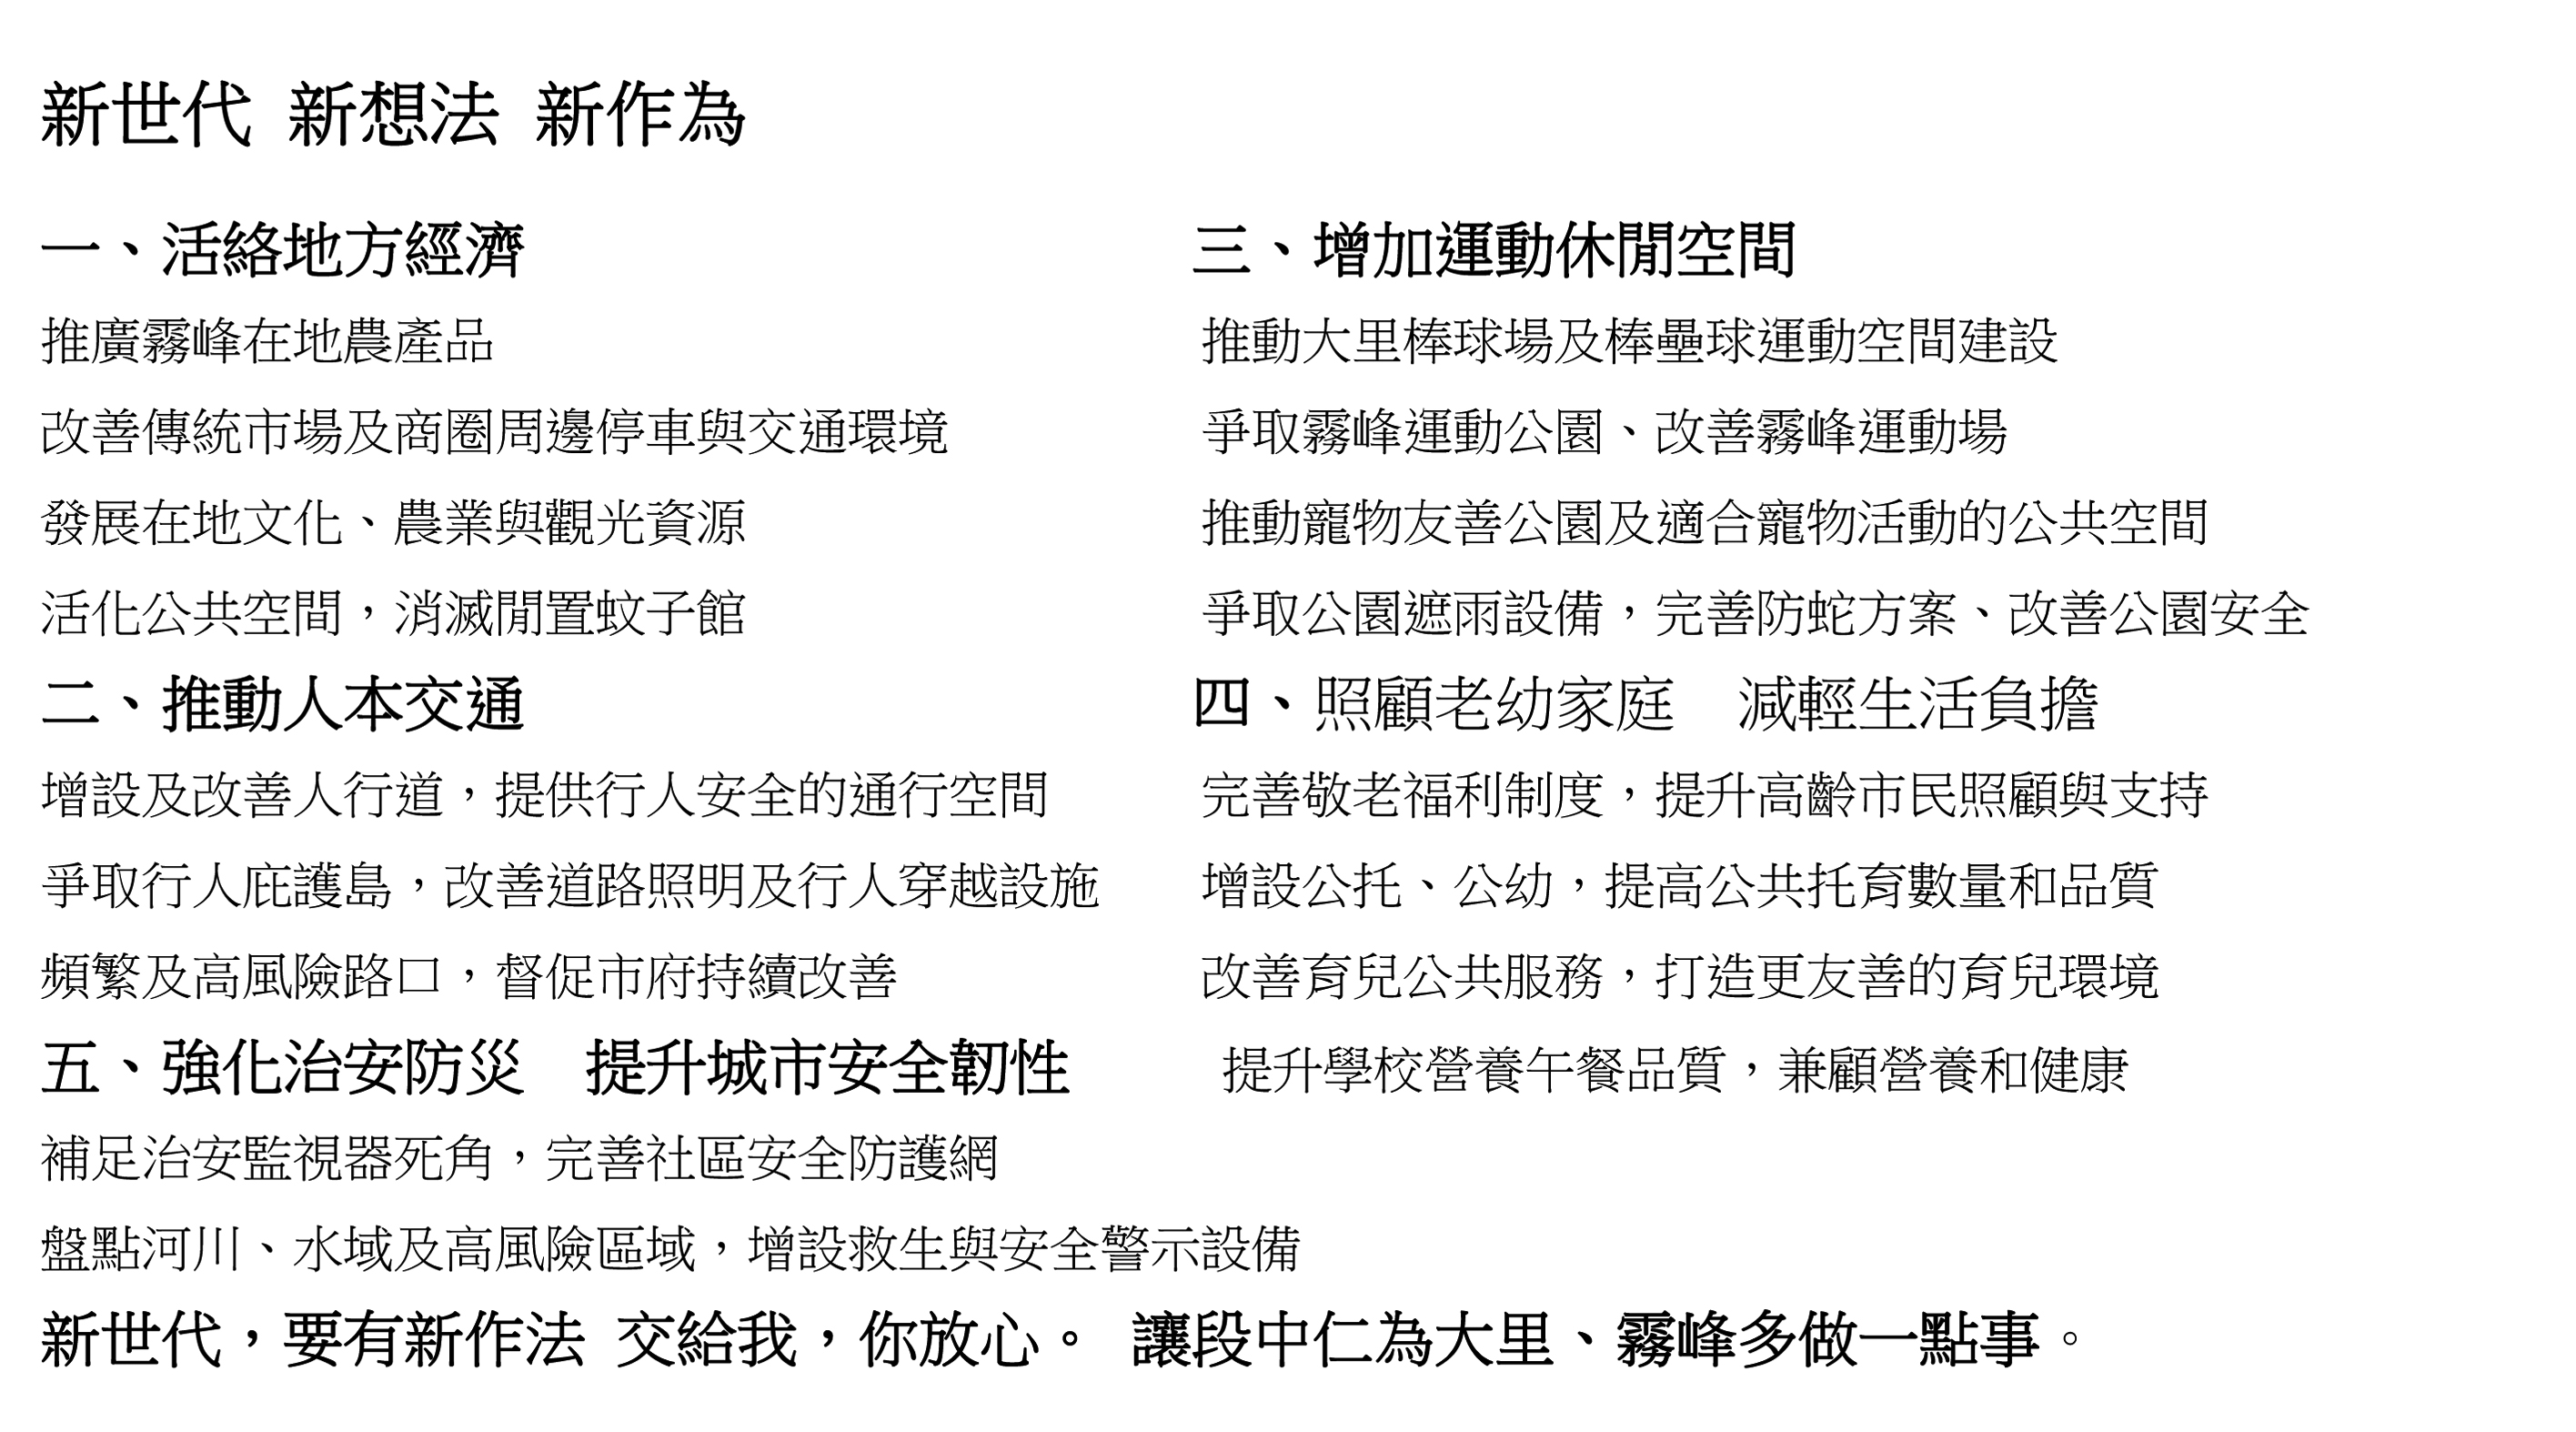 新世代 新想法 新作為
一、活絡地方經濟
推廣霧峰在地農產品
改善傳統市場及商圈周邊停車與交通環境
發展在地文化、農業與觀光資源
活化公共空間，消滅閒置蚊子館
二、推動人本交通
增設及改善人行道，提供行人安全的通行空間
爭取行人庇護島，改善道路照明及行人穿越設施
頻繁及高風險路口，督促市府持續改善
三、增加運動休閒空間
推動大里棒球場及棒壘球運動空間建設
爭取霧峰運動公園、改善霧峰運動場
推動寵物友善公園及適合寵物活動的公共空間
爭取公園遮雨設備，完善防蛇方案、改善公園安全
四、照顧老幼家庭　減輕生活負擔
完善敬老福利制度，提升高齡市民照顧與支持
增設公托、公幼，提高公共托育數量和品質
改善育兒公共服務，打造更友善的育兒環境
提升學校營養午餐品質，兼顧營養和健康
五、強化治安防災　提升城市安全韌性
補足治安監視器死角，完善社區安全防護網
盤點河川、水域及高風險區域，增設救生與安全警示設備
新世代，要有新作法 交給我，你放心。 讓段中仁為大里、霧峰多做一點事。